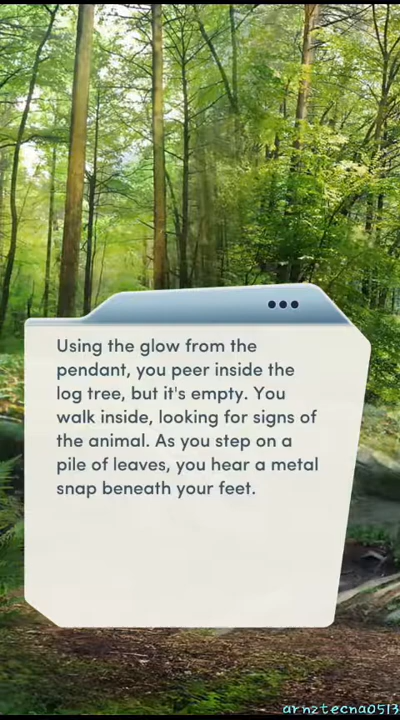 Using the glow from the
pendant, you peer inside the
log tree, but it's empty. You
walk inside, looking for signs of
the animal. As you step on a
pile of leaves, you hear a metal
snap beneath your feet.
arnztecna0513